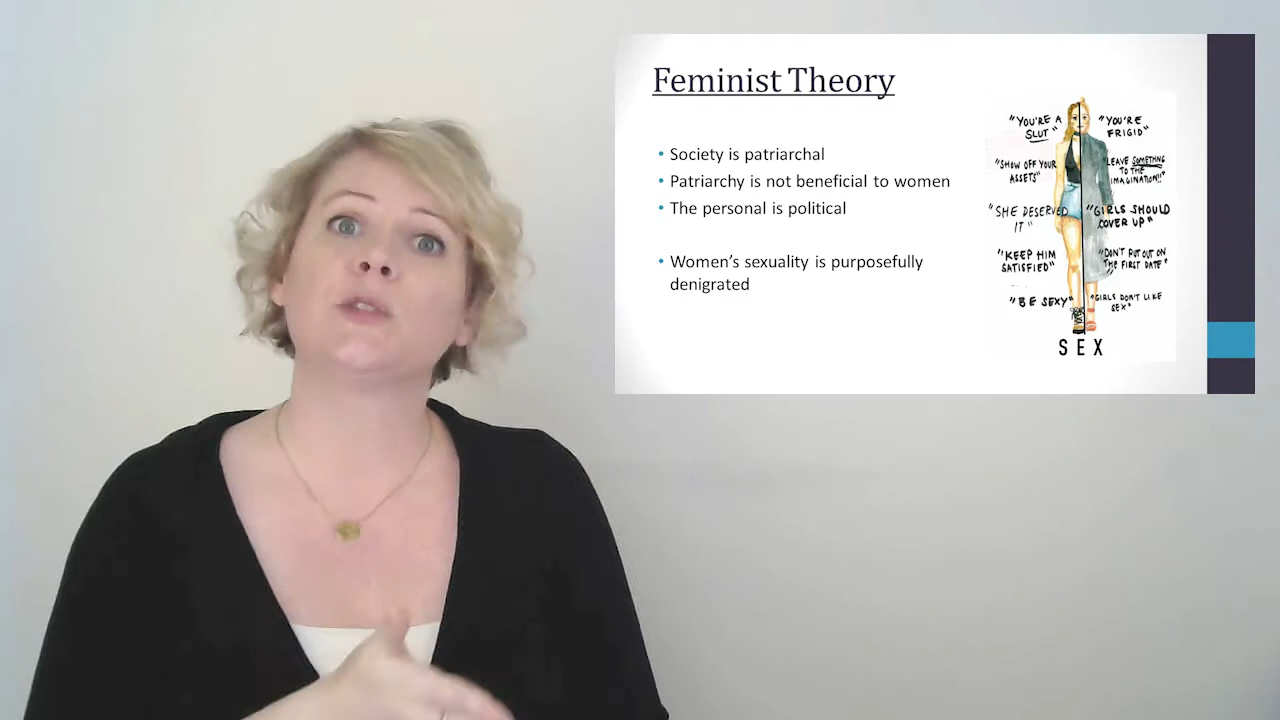 Feminist Theory
• Society is patriarchal
• Patriarchy is not beneficial to women
• The personal is political
• Women's sexuality is purposefully
denigrated
"YOU'RE A
SLUT"
"SHOW OFF YOUR
ASSETS"
"SHE DESERVED
IT"
"KEEP HIM
SATISFIED"
"BE SEXY"
"YOU'RE
FRIGID"
"LEAVE SOMETHING
TO THE
IMAGINATION!!"
"GIRLS SHOULD
COVER UP"
"DON'T PUT OUT ON
THE FIRST DATE"
"GIRLS DON'T LIKE
SEX"
SEX